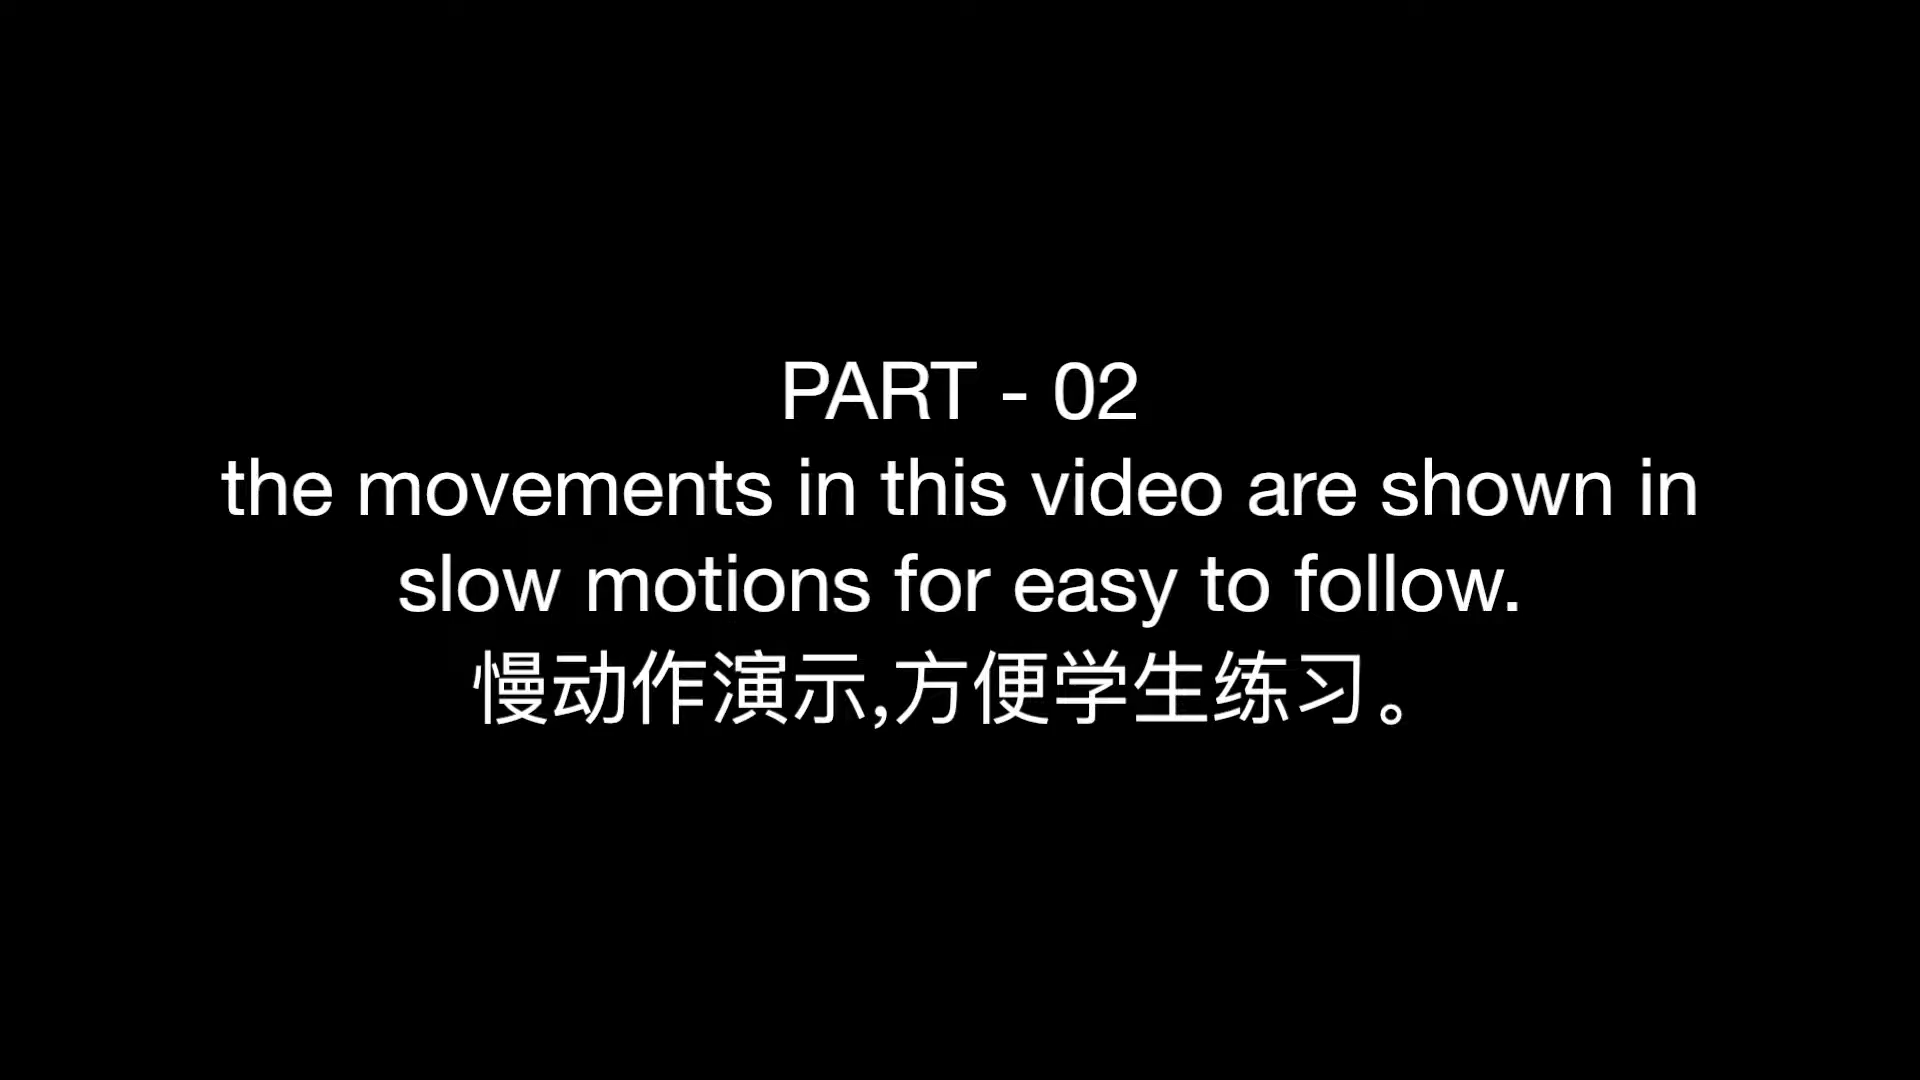 PART - 02
the movements in this video are shown in
slow motions for easy to follow.
慢动作演示,方便学生练习。